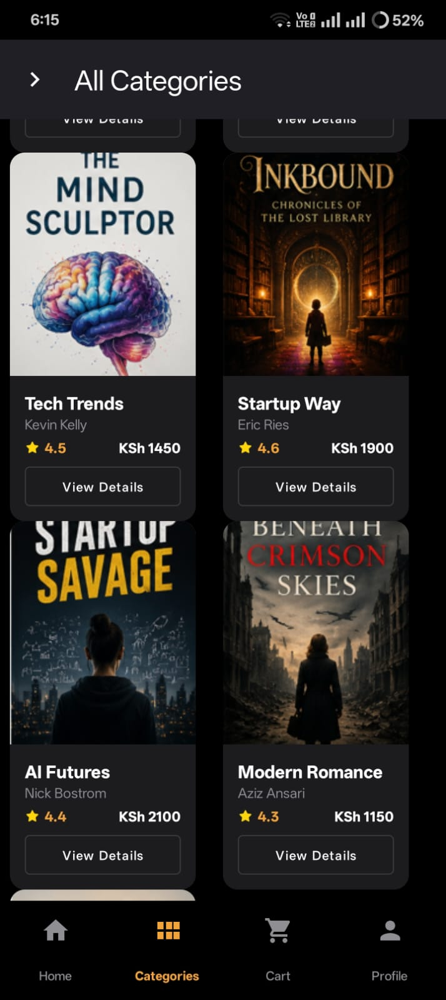 6:15
Vo
LTE2
52%
All Categories
View Details
View Details
THE
MIND
SCULPTOR
INKBOUND
CHRONICLES OF
THE LOST LIBRARY
Tech Trends
Kevin Kelly
4.5
KSh 1450
View Details
Startup Way
Eric Ries
4.6
KSh 1900
View Details
STARTUP
SAVAGE
BENEATH
CRIMSON
SKIES
AI Futures
Nick Bostrom
4.4
KSh 2100
View Details
Modern Romance
Aziz Ansari
4.3
KSh 1150
View Details
Home
Categories
Cart
Profile